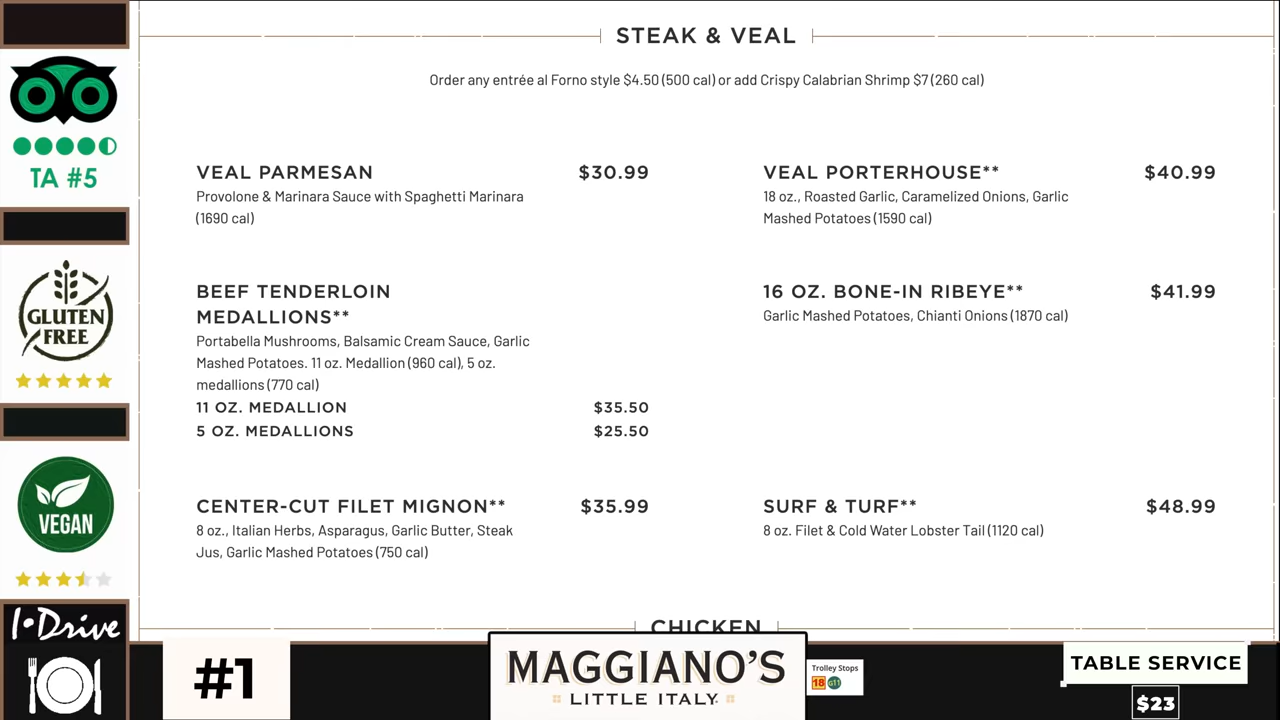 STEAK & VEAL
Order any entrée al Forno style $4.50 (500 cal) or add Crispy Calabrian Shrimp $7 (260 cal)
VEAL PARMESAN $30.99
Provolone & Marinara Sauce with Spaghetti Marinara
(1690 cal)
VEAL PORTERHOUSE** $40.99
18 oz., Roasted Garlic, Caramelized Onions, Garlic
Mashed Potatoes (1590 cal)
BEEF TENDERLOIN
MEDALLIONS**
Portabella Mushrooms, Balsamic Cream Sauce, Garlic
Mashed Potatoes. 11 oz. Medallion (960 cal), 5 oz.
medallions (770 cal)
11 OZ. MEDALLION $35.50
5 OZ. MEDALLIONS $25.50
16 OZ. BONE-IN RIBEYE** $41.99
Garlic Mashed Potatoes, Chianti Onions (1870 cal)
CENTER-CUT FILET MIGNON** $35.99
8 oz., Italian Herbs, Asparagus, Garlic Butter, Steak
Jus, Garlic Mashed Potatoes (750 cal)
SURF & TURF** $48.99
8 oz. Filet & Cold Water Lobster Tail (1120 cal)
CHICKEN
TA #5
GLUTEN
FREE
VEGAN
I•Drive
#1
MAGGIANO'S
LITTLE ITALY
Trolley Stops
18 G11
TABLE SERVICE
$23